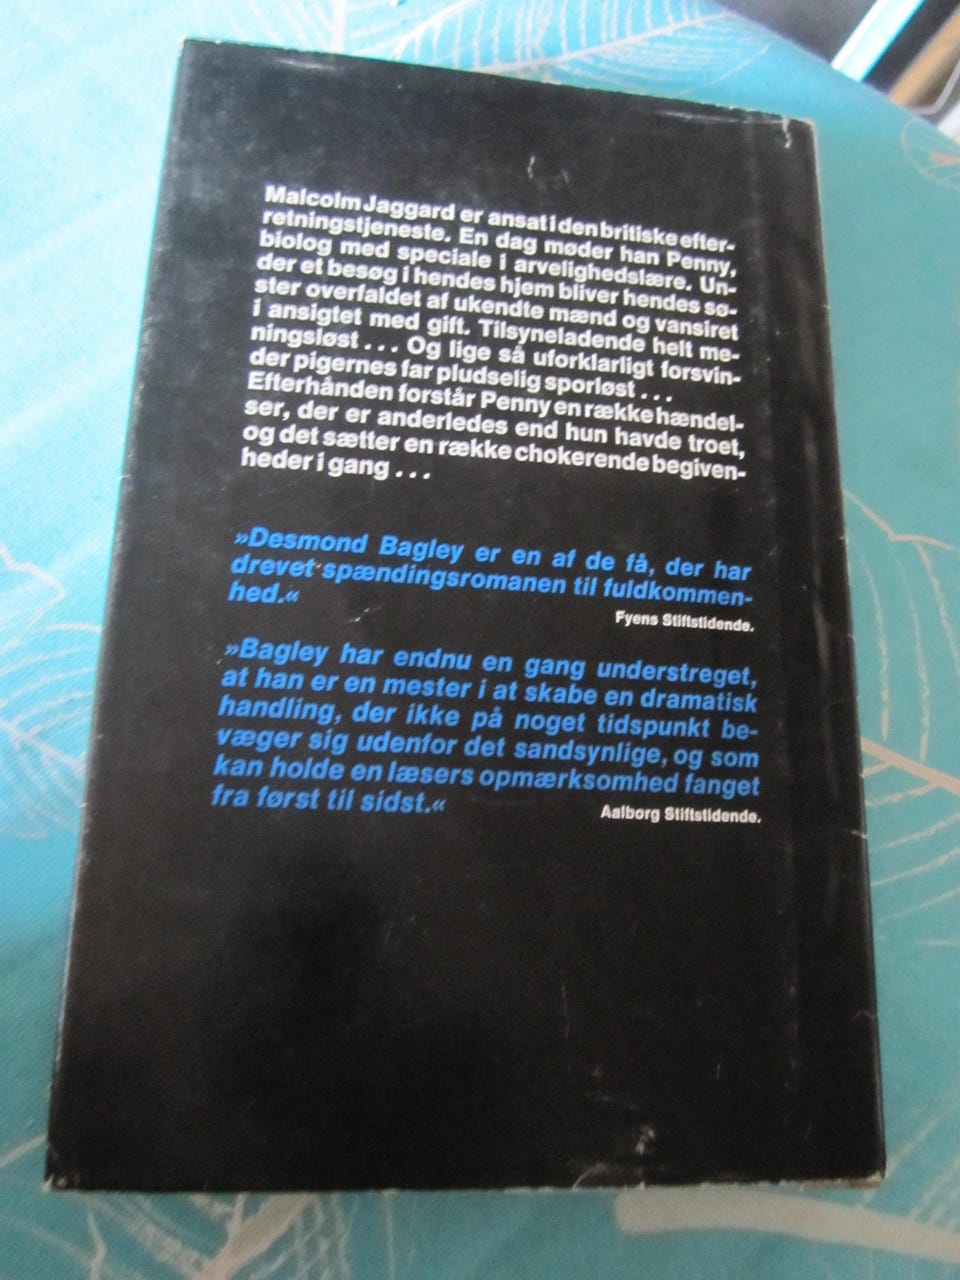 Malcolm Jaggard er ansat i den britiske efter-
retningstjeneste. En dag møder han Penny,
biolog med speciale i arvelighedslære. Un-
der et besøg i hendes hjem bliver hendes sø-
ster overfaldet af ukendte mænd og vansiret
i ansigtet med gift. Tilsyneladende helt me-
ningsløst . . . Og lige så uforklarligt forsvin-
der pigernes far pludselig sporløst . . .
Efterhånden forstår Penny en række hændel-
ser, der er anderledes end hun havde troet,
og det sætter en række chokerende begiven-
heder i gang . . .
»Desmond Bagley er en af de få, der har
drevet spændingsromanen til fuldkommen-
hed.«
Fyens Stiftstidende.
»Bagley har endnu en gang understreget,
at han er en mester i at skabe en dramatisk
handling, der ikke på noget tidspunkt be-
væger sig udenfor det sandsynlige, og som
kan holde en læsers opmærksomhed fanget
fra først til sidst.«
Aalborg Stiftstidende.